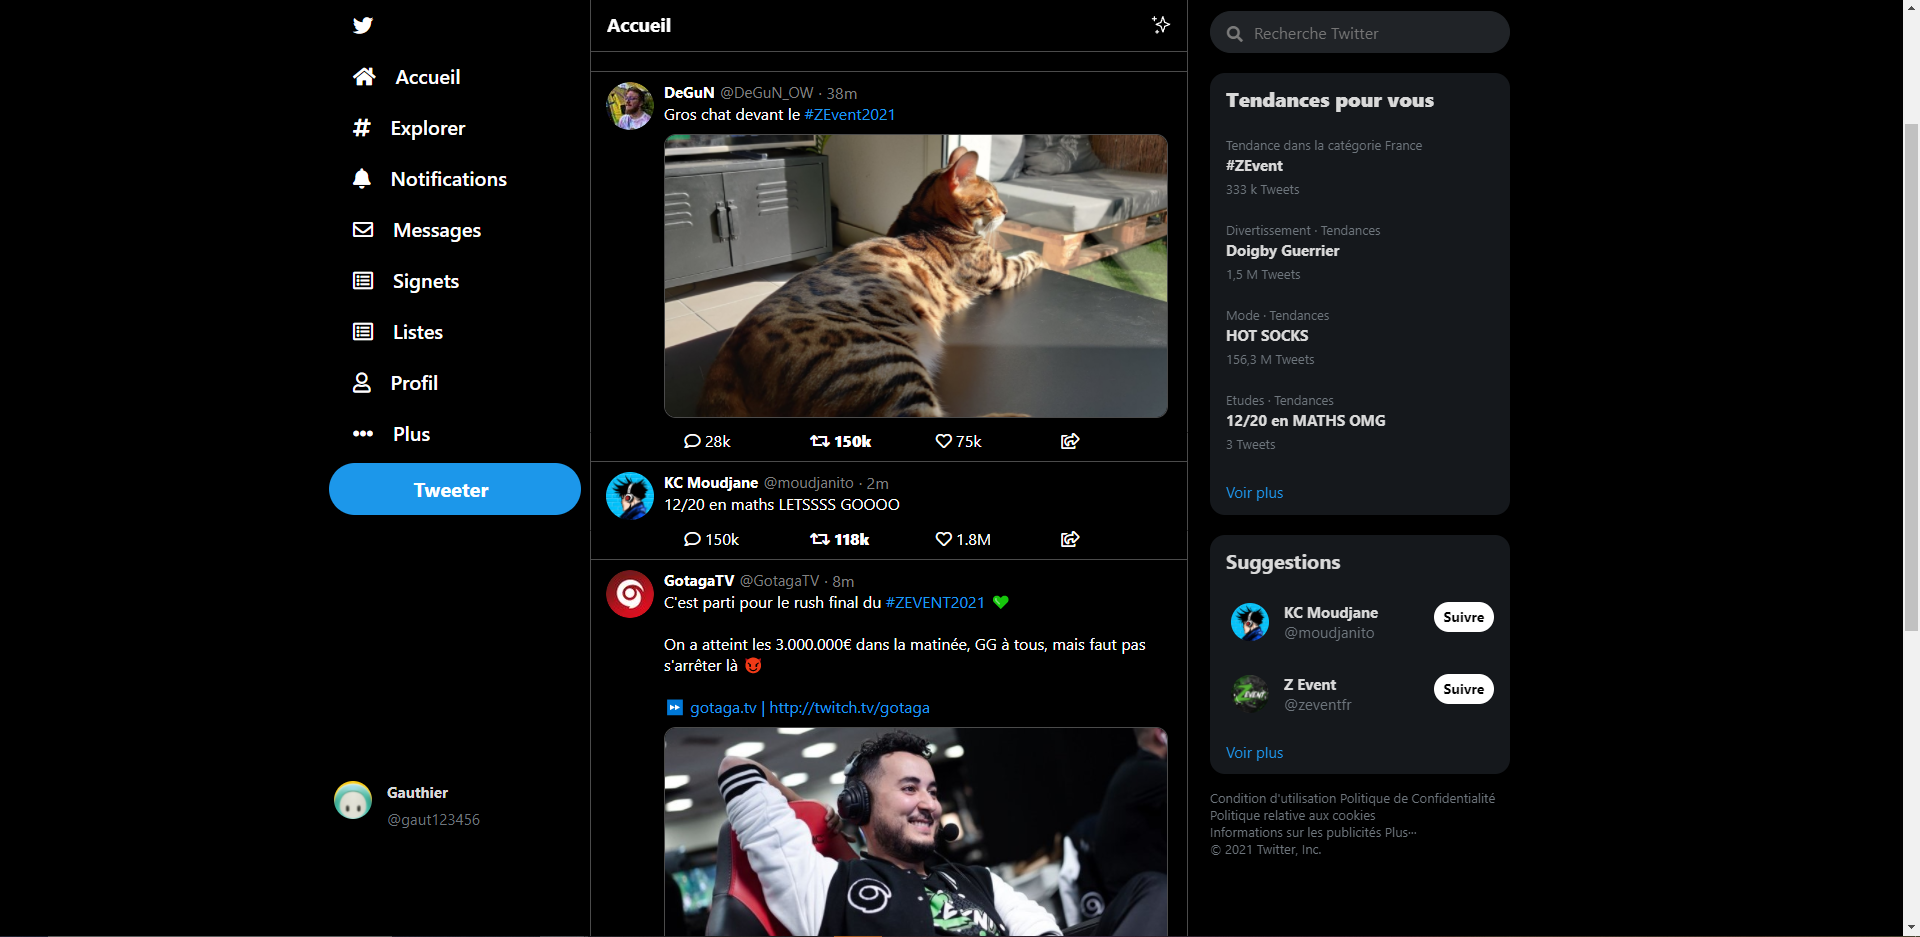 Accueil
Explorer
Notifications
Messages
Signets
Listes
Profil
Plus
Tweeter
Gauthier
@gaut123456
Accueil
DeGuN @DeGuN_OW · 38m
Gros chat devant le #ZEvent2021
28k 150k 75k
KC Moudjane @moudjanito · 2m
12/20 en maths LETSSSS GOOOO
150k 118k 1.8M
GotagaTV @GotagaTV · 8m
C'est parti pour le rush final du #ZEVENT2021 💚
On a atteint les 3.000.000€ dans la matinée, GG à tous, mais faut pas
s'arrêter là 😈
⏩ gotaga.tv | http://twitch.tv/gotaga
Recherche Twitter
Tendances pour vous
Tendance dans la catégorie France
#ZEvent
333 k Tweets
Divertissement · Tendances
Doigby Guerrier
1,5 M Tweets
Mode · Tendances
HOT SOCKS
156,3 M Tweets
Etudes · Tendances
12/20 en MATHS OMG
3 Tweets
Voir plus
Suggestions
KC Moudjane
@moudjanito
Suivre
Z EVENT
Z Event
@zeventfr
Suivre
Voir plus
Condition d'utilisation Politique de Confidentialité
Politique relative aux cookies
Informations sur les publicités Plus···
© 2021 Twitter, Inc.